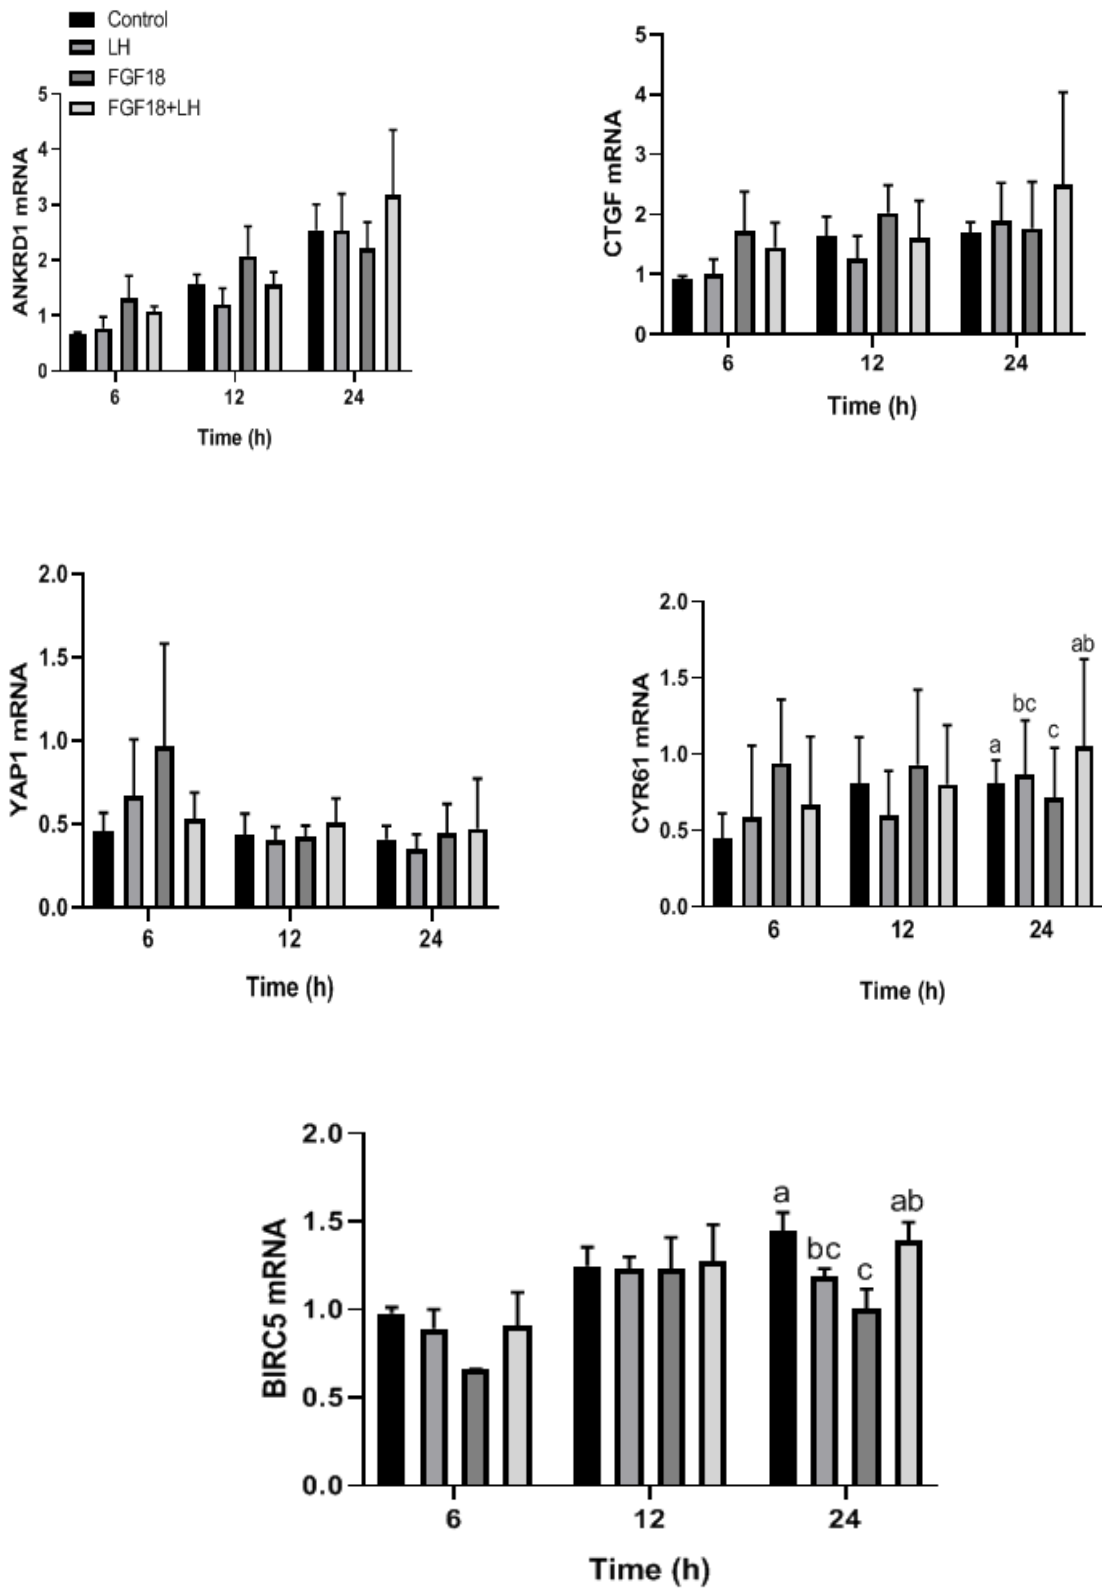 Control
LH
FGF18
FGF18+LH
ANKRD1 mRNA
5
4
3
2
1
0
6 12 24
Time (h)
CTGF mRNA
5
4
3
2
1
0
6 12 24
Time (h)
YAP1 mRNA
2.0
1.5
1.0
0.5
0.0
6 12 24
Time (h)
CYR61 mRNA
2.0
1.5
1.0
0.5
0.0
a bc c ab
6 12 24
Time (h)
BIRC5 mRNA
2.0
1.5
1.0
0.5
0.0
a bc c ab
6 12 24
Time (h)